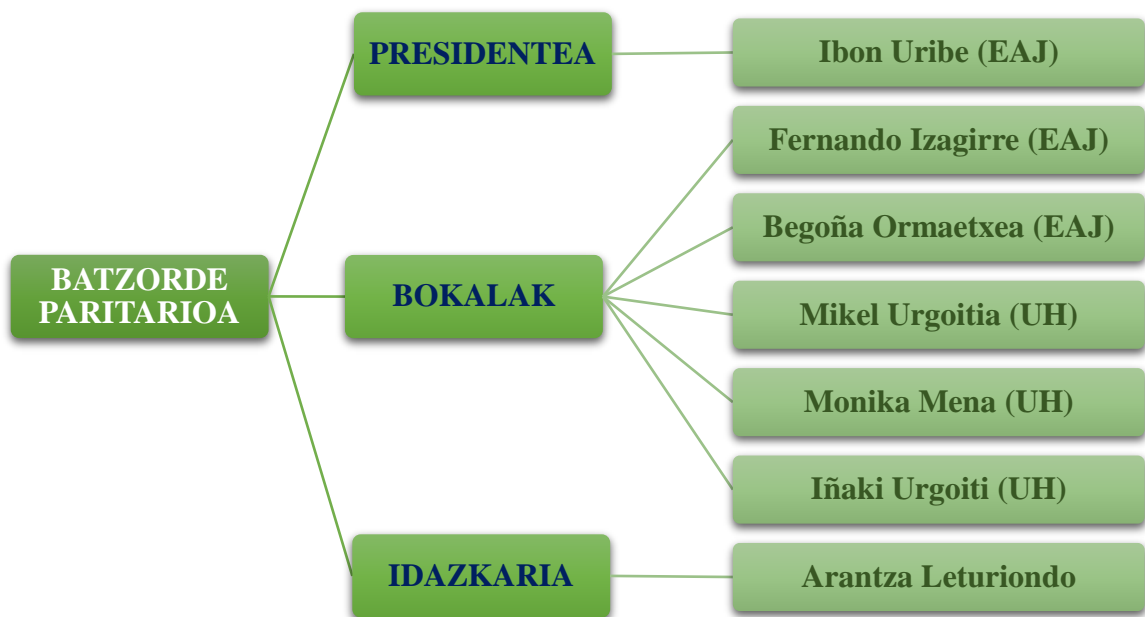 BATZORDE
PARITARIOA
PRESIDENTEA
Ibon Uribe (EAJ)
BOKALAK
Fernando Izagirre (EAJ)
Begoña Ormaetxea (EAJ)
Mikel Urgoitia (UH)
Monika Mena (UH)
Iñaki Urgoiti (UH)
IDAZKARIA
Arantza Leturiondo